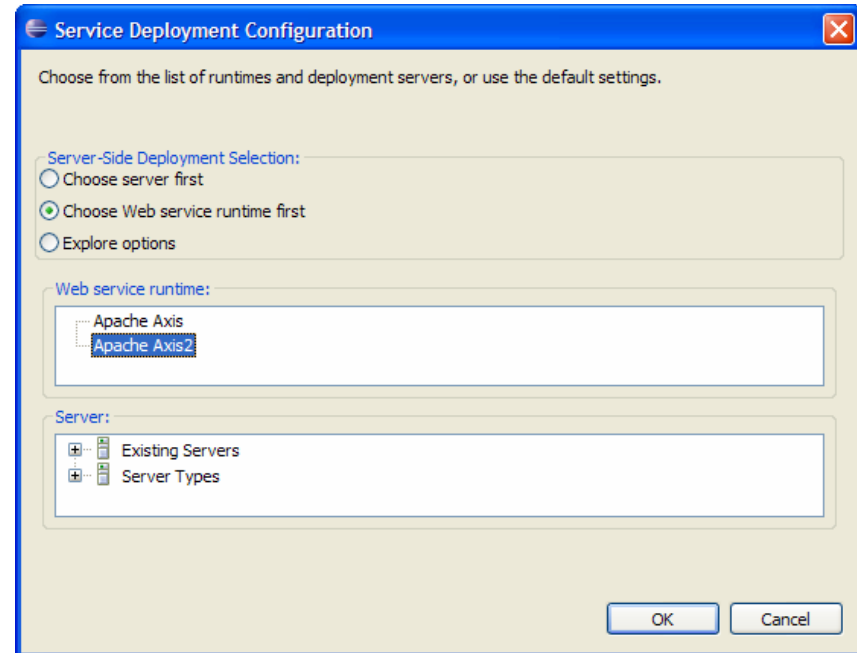 Service Deployment Configuration
Choose from the list of runtimes and deployment servers, or use the default settings.
Server-Side Deployment Selection:
Choose server first
Choose Web service runtime first
Explore options
Web service runtime:
Apache Axis
Apache Axis2
Server:
Existing Servers
Server Types
OK
Cancel